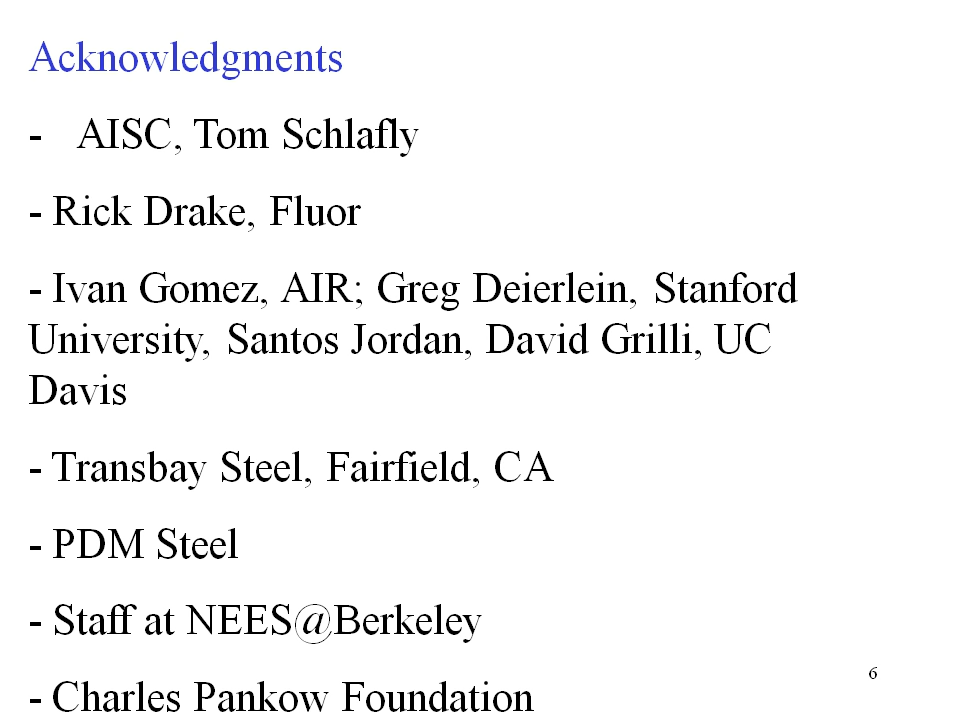 Acknowledgments
-   AISC, Tom Schlafly
- Rick Drake, Fluor
- Ivan Gomez, AIR; Greg Deierlein, Stanford
University, Santos Jordan, David Grilli, UC
Davis
- Transbay Steel, Fairfield, CA
- PDM Steel
- Staff at NEES@Berkeley
- Charles Pankow Foundation
6